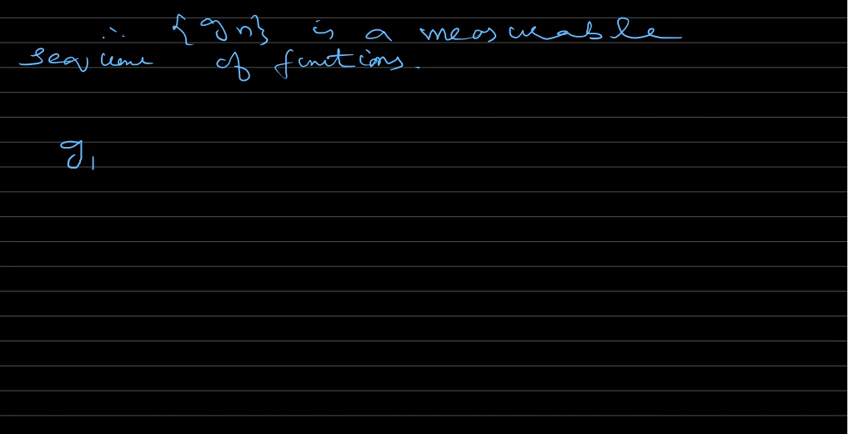 ∴ {gn} is a measurable
sequence of functions.
g₁